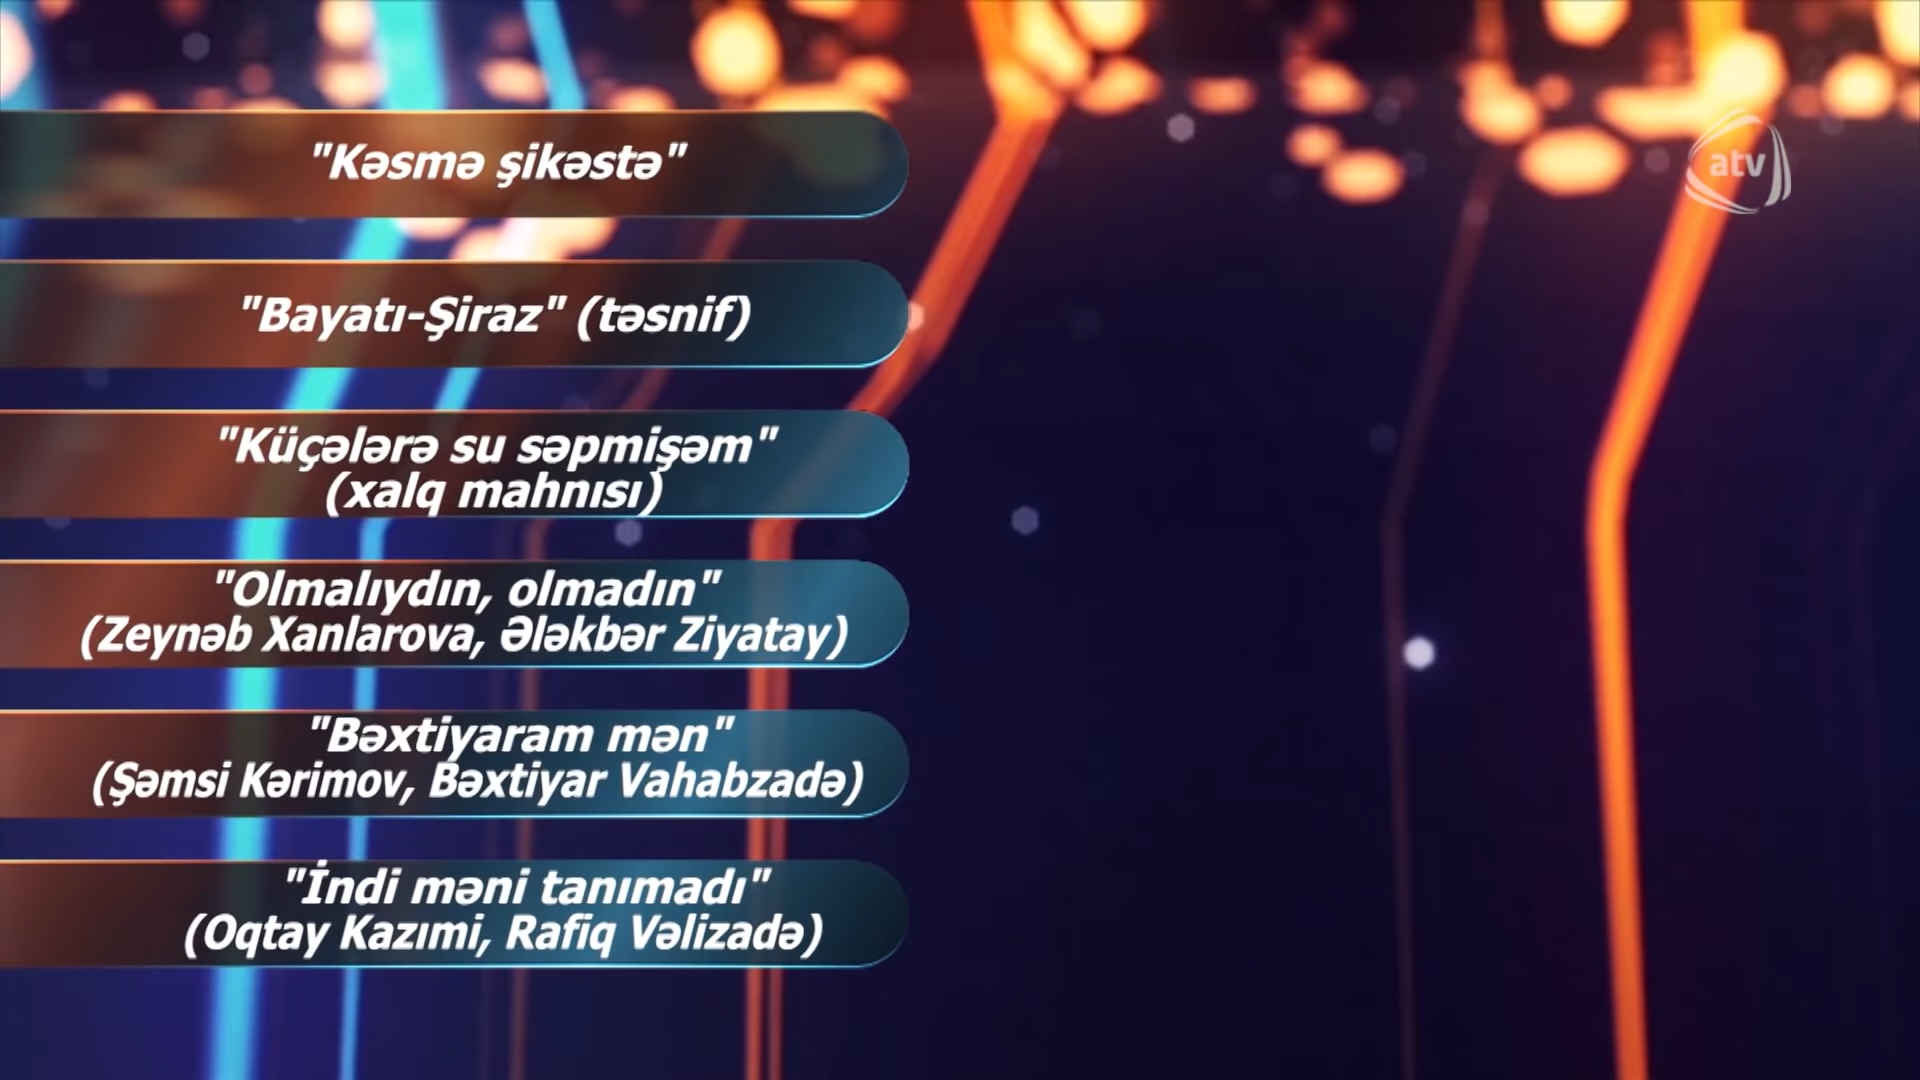 "Kəsmə şikəstə"
"Bayatı-Şiraz" (təsnif)
"Küçələrə su səpmişəm"
(xalq mahnısı)
"Olmalıydın, olmadın"
(Zeynəb Xanlarova, Ələkbər Ziyatay)
"Bəxtiyaram mən"
(Şəmsi Kərimov, Bəxtiyar Vahabzadə)
"İndi məni tanımadı"
(Oqtay Kazımi, Rafiq Vəlizadə)
atv